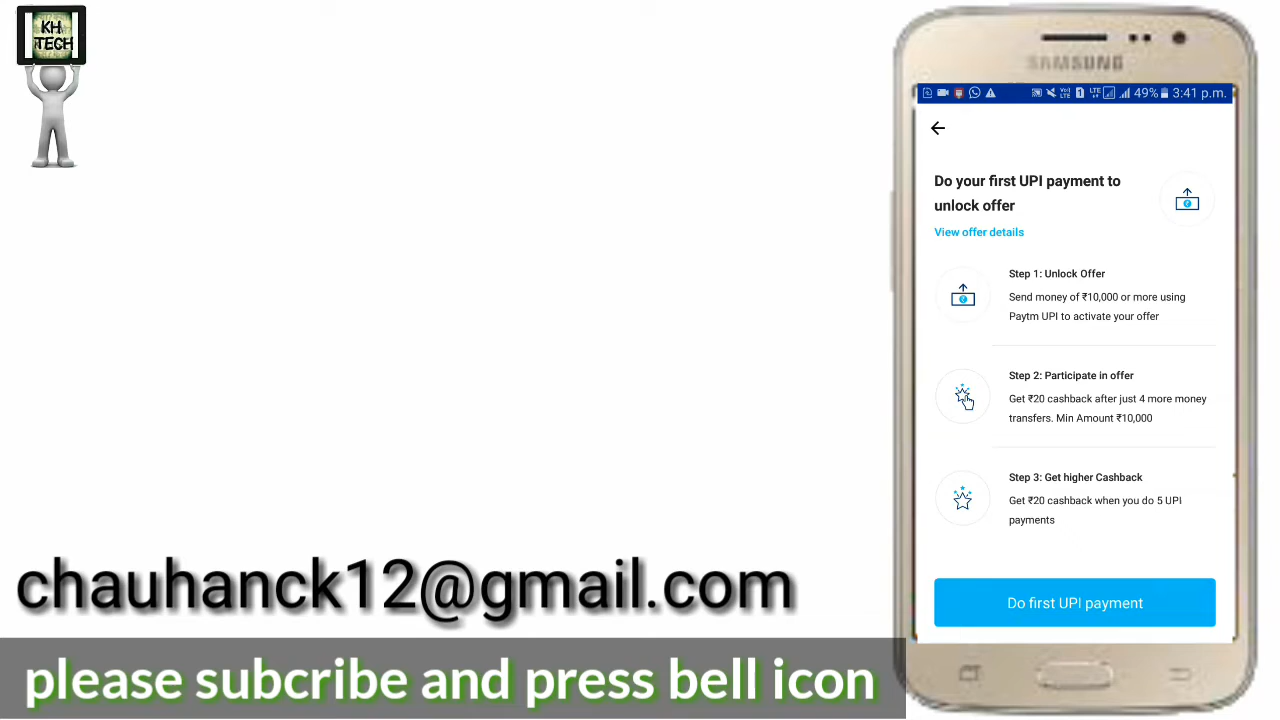 KH
TECH
SAMSUNG
49% 3:41 p.m.
Do your first UPI payment to
unlock offer
View offer details
Step 1: Unlock Offer
Send money of ₹10,000 or more using
Paytm UPI to activate your offer
Step 2: Participate in offer
Get ₹20 cashback after just 4 more money
transfers. Min Amount ₹10,000
Step 3: Get higher Cashback
Get ₹20 cashback when you do 5 UPI
payments
Do first UPI payment
chauhanck12@gmail.com
please subcribe and press bell icon